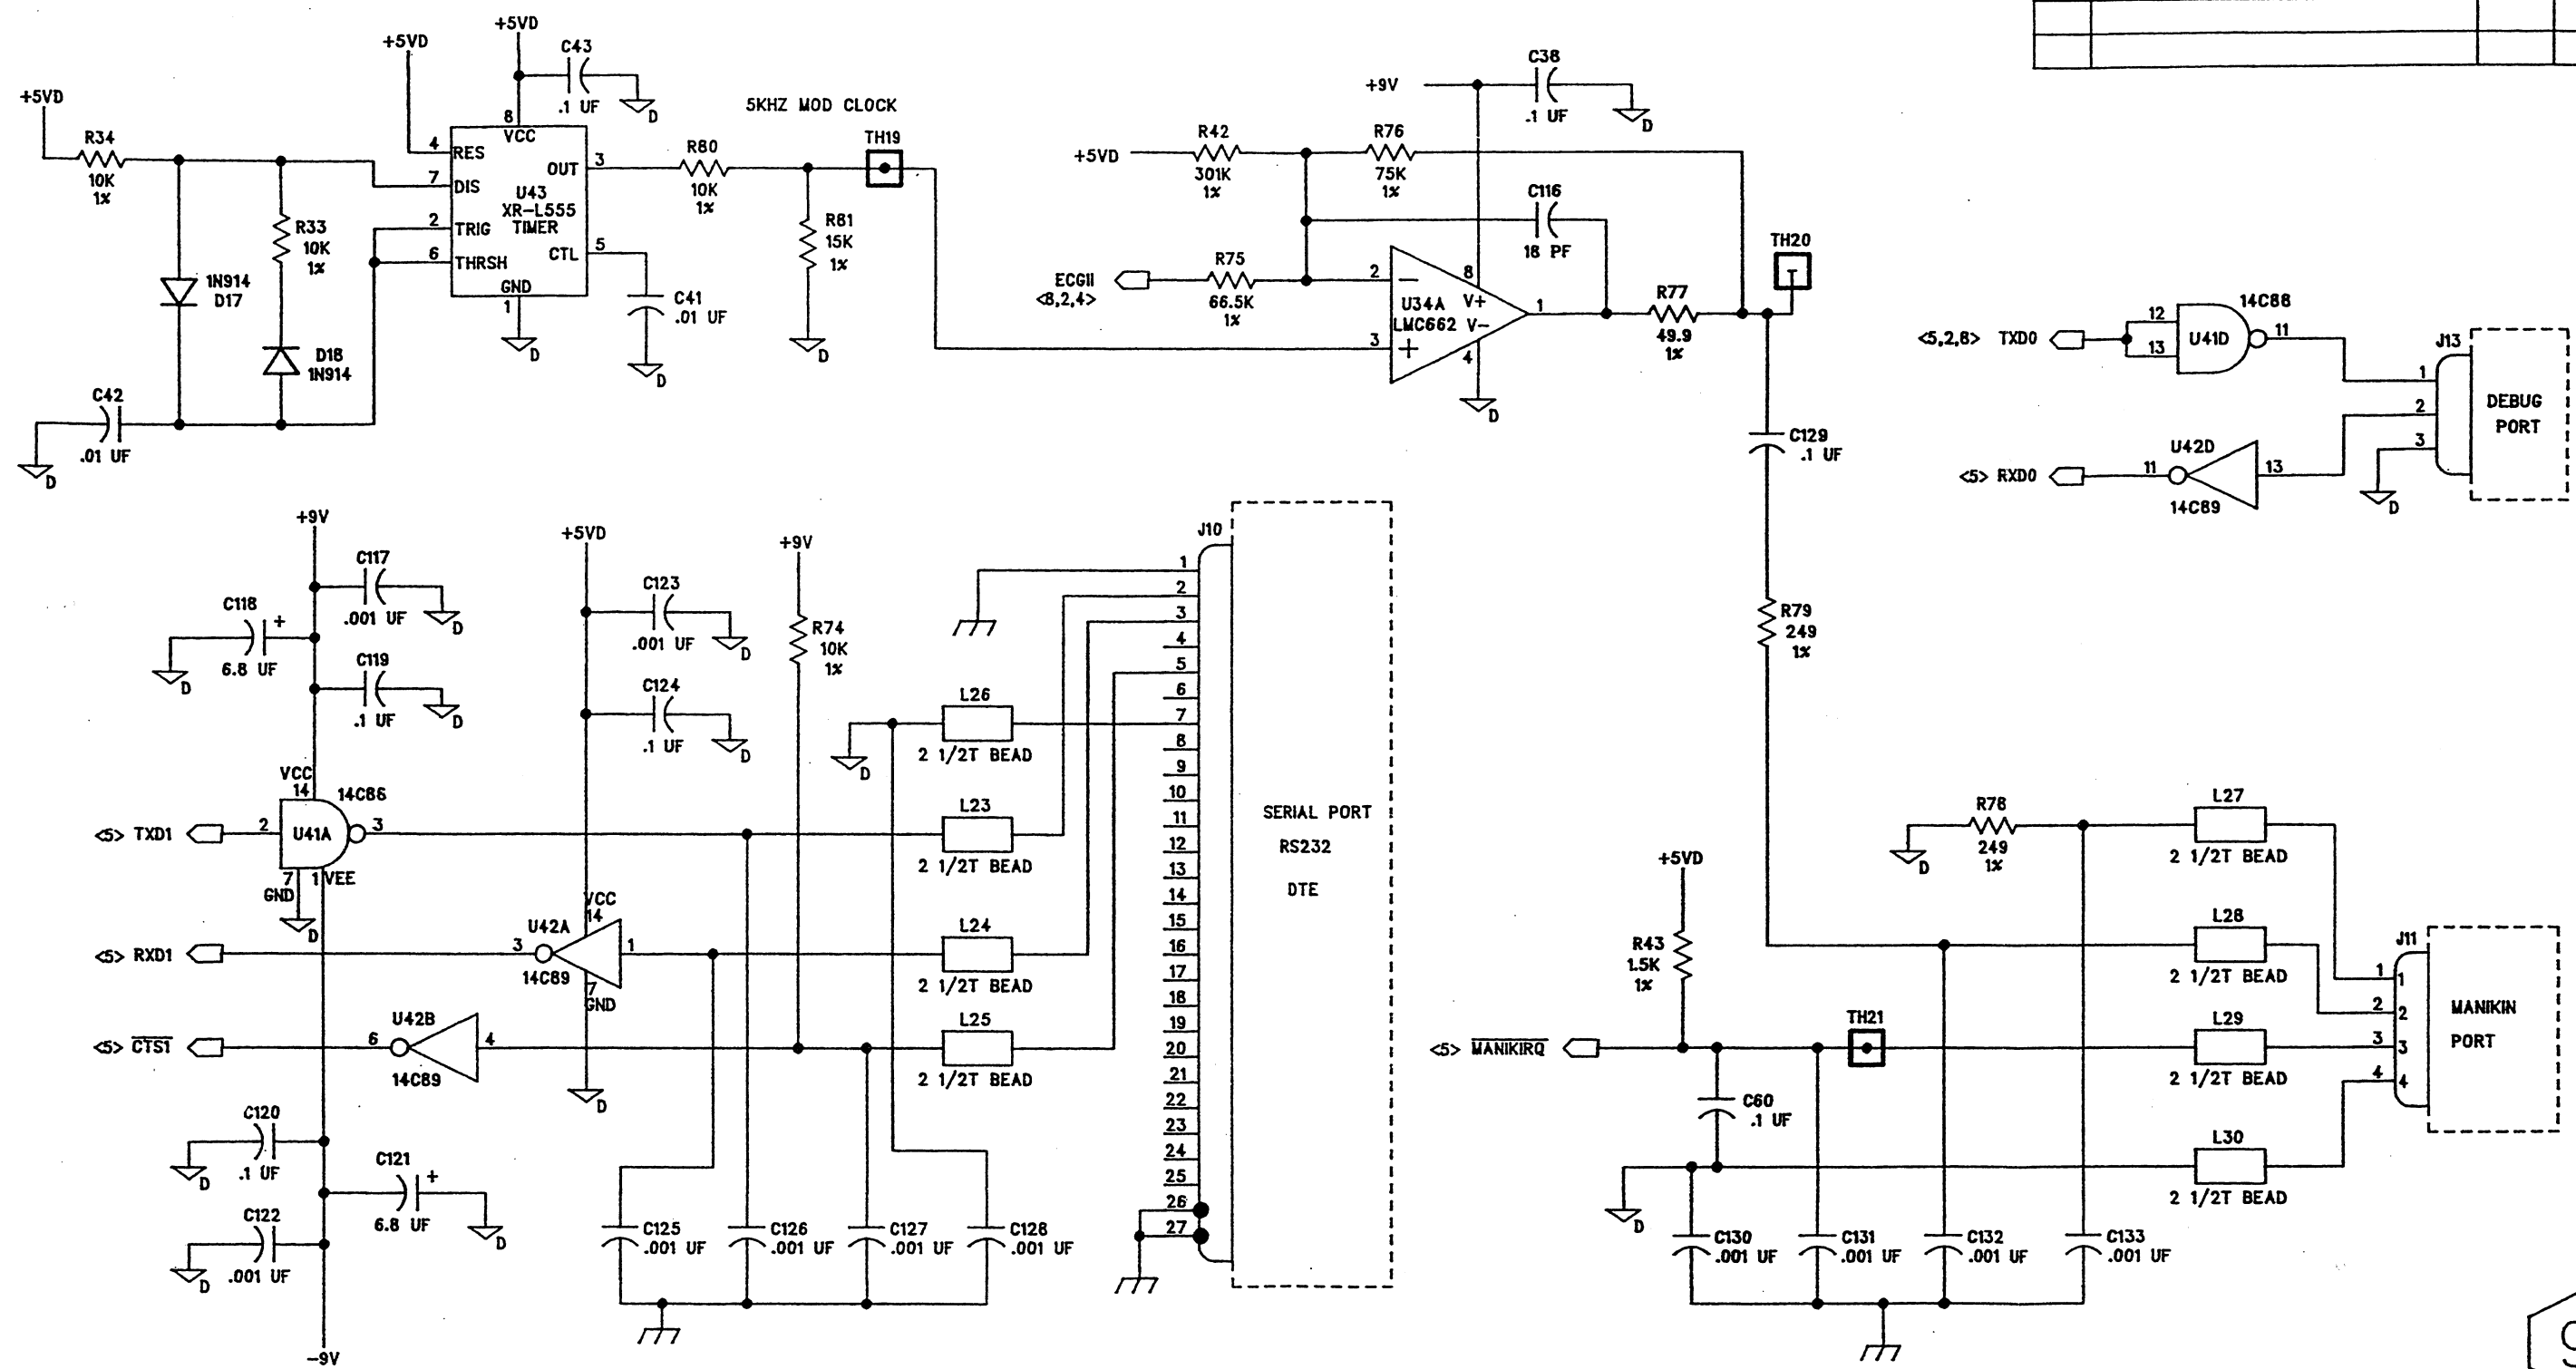 +5VD
R34
10K
1%
1N914
D17
R33
10K
1%
D18
1N914
C42
.01 UF
D
+5VD
+5VD
C43
.1 UF
D
8
VCC
4
RES
7
DIS
2
TRIG
6
THRSH
U43
XR-L555
TIMER
OUT
3
CTL
5
GND
1
D
C41
.01 UF
D
5KHZ MOD CLOCK
R80
10K
1%
TH19
R81
15K
1%
D
+9V
C38
.1 UF
D
+5VD
R42
301K
1%
R76
75K
1%
C116
18 PF
ECGII
<8,2,4>
R75
66.5K
1%
2
3
8
V+
U34A
LMC662
V-
4
1
D
R77
49.9
1%
TH20
T
C129
.1 UF
R79
249
1%
<5,2,8> TXD0
12
13
U41D
14C88
11
<5> RXD0
11
U42D
13
14C89
D
J13
1
2
3
DEBUG
PORT
+9V
C117
.001 UF
D
C118
+
6.8 UF
D
C119
.1 UF
D
VCC
14
14C88
<5> TXD1
2
U41A
3
7
GND
1
VEE
D
<5> RXD1
3
U42A
14C89
VCC
14
1
7
GND
D
<5> CTS1
6
U42B
4
14C89
C120
.1 UF
D
C121
+
6.8 UF
D
C122
.001 UF
D
-9V
+5VD
C123
.001 UF
D
C124
.1 UF
D
+9V
R74
10K
1%
D
L26
2 1/2T BEAD
L23
2 1/2T BEAD
L24
2 1/2T BEAD
L25
2 1/2T BEAD
C125
.001 UF
C126
.001 UF
C127
.001 UF
C128
.001 UF
J10
1
2
3
4
5
6
7
8
9
10
11
12
13
14
15
16
17
18
19
20
21
22
23
24
25
26
27
SERIAL PORT
RS232
DTE
+5VD
R43
1.5K
1%
<5> MANIKIRQ
TH21
C60
.1 UF
D
R78
249
1%
D
L27
2 1/2T BEAD
L28
2 1/2T BEAD
L29
2 1/2T BEAD
L30
2 1/2T BEAD
C130
.001 UF
C131
.001 UF
C132
.001 UF
C133
.001 UF
J11
1
1
2
2
3
3
4
4
MANIKIN
PORT